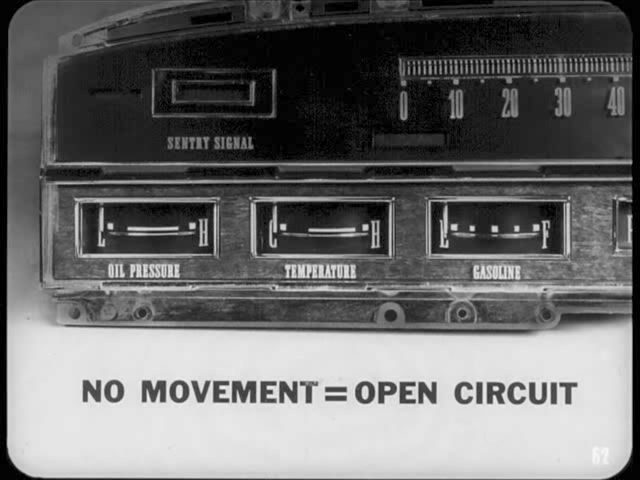 0 10 20 30 40
SENTRY SIGNAL
L H
C H
E F
OIL PRESSURE
TEMPERATURE
GASOLINE
NO MOVEMENT = OPEN CIRCUIT
62